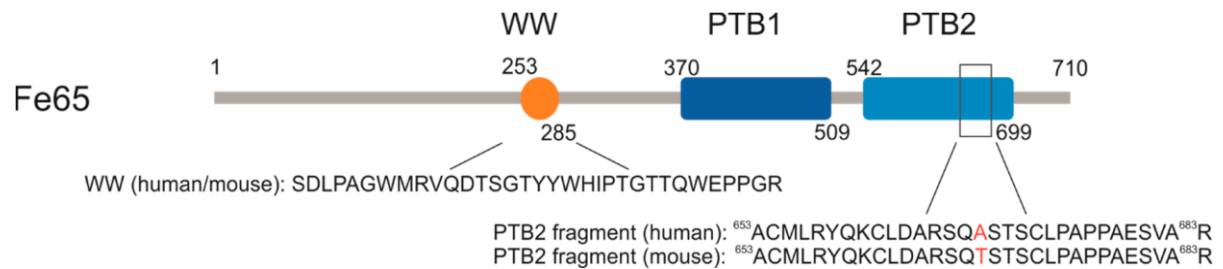 WW PTB1 PTB2
1 253 370 542 710
Fe65
285 509 699
WW (human/mouse): SDLPAGWMRVQDTSGTYYWHIPTGTTQWEPPGR
PTB2 fragment (human): ⁶⁵³ACMLRYQKCLDARSQASTSCLPAPPAESVA⁶⁸³R
PTB2 fragment (mouse): ⁶⁵³ACMLRYQKCLDARSQTSTSCLPAPPAESVA⁶⁸³R